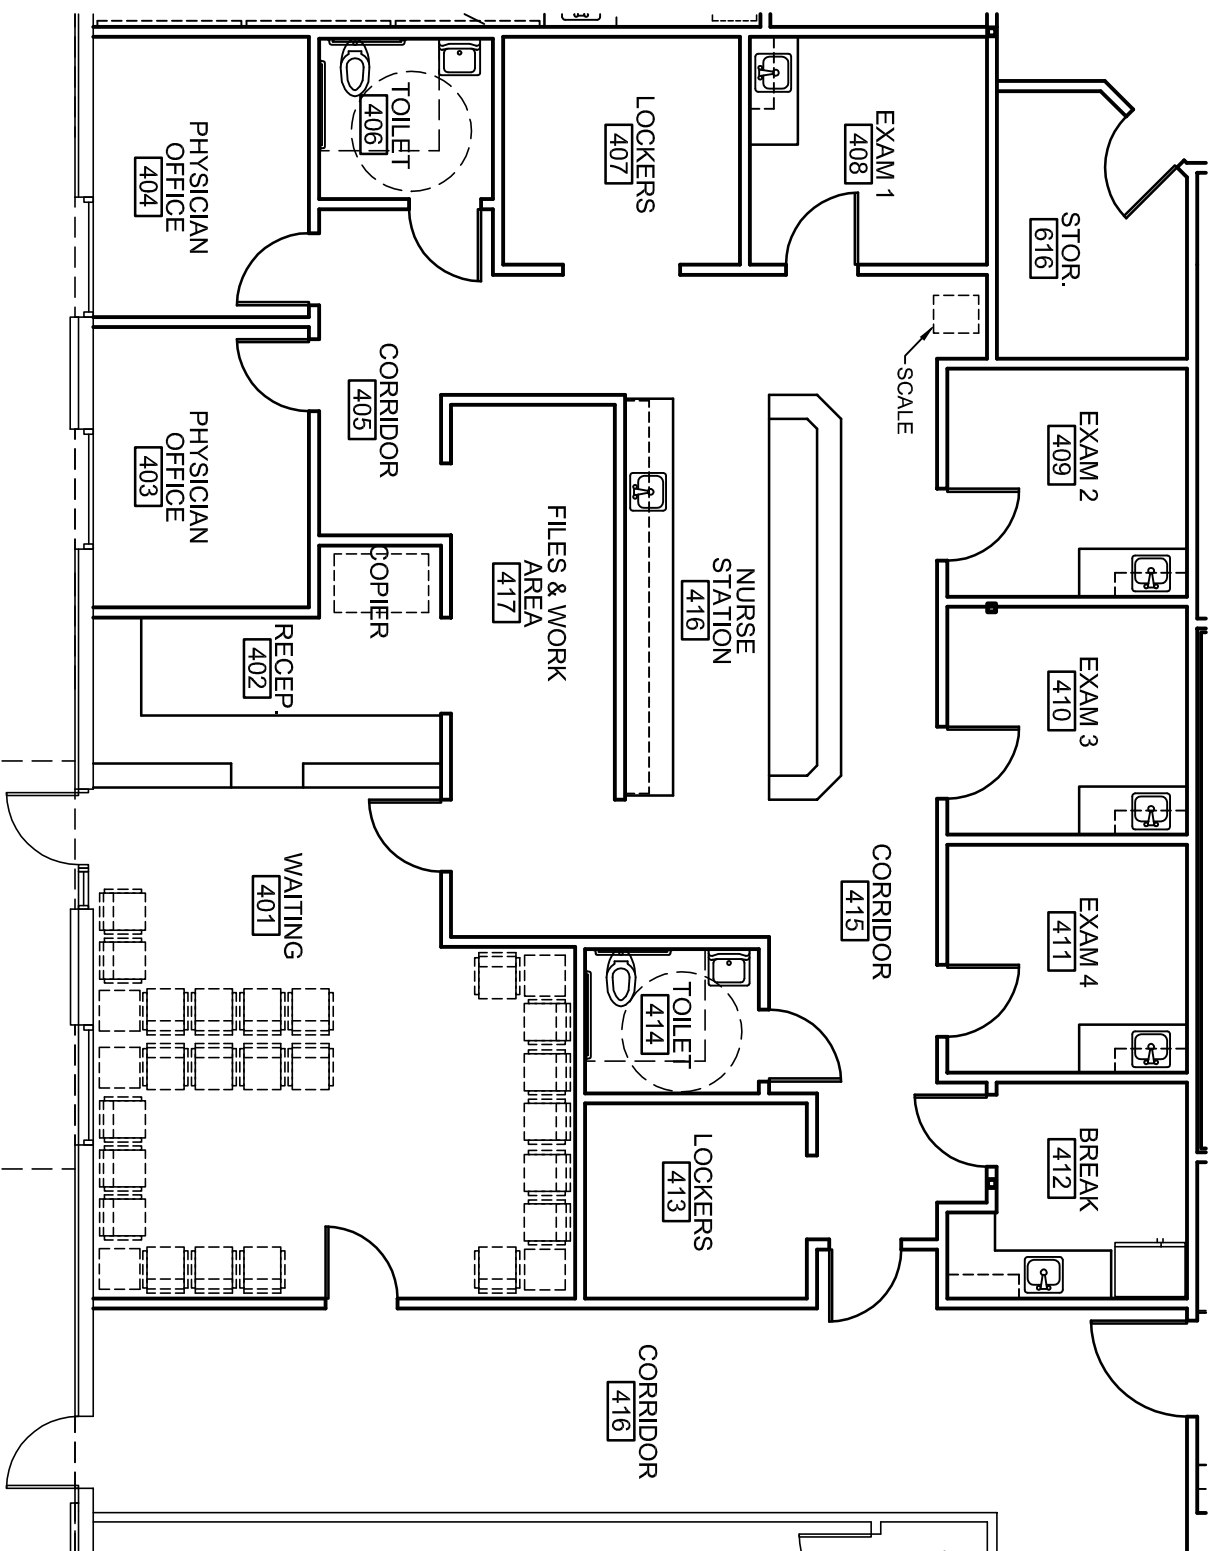 STOR.
616
EXAM 2
409
EXAM 3
410
EXAM 4
411
BREAK
412
EXAM 1
408
SCALE
CORRIDOR
415
LOCKERS
407
NURSE
STATION
416
TOILET
414
LOCKERS
413
CORRIDOR
416
TOILET
406
CORRIDOR
405
FILES & WORK
AREA
417
COPIER
RECEP.
402
WAITING
401
PHYSICIAN
OFFICE
404
PHYSICIAN
OFFICE
403